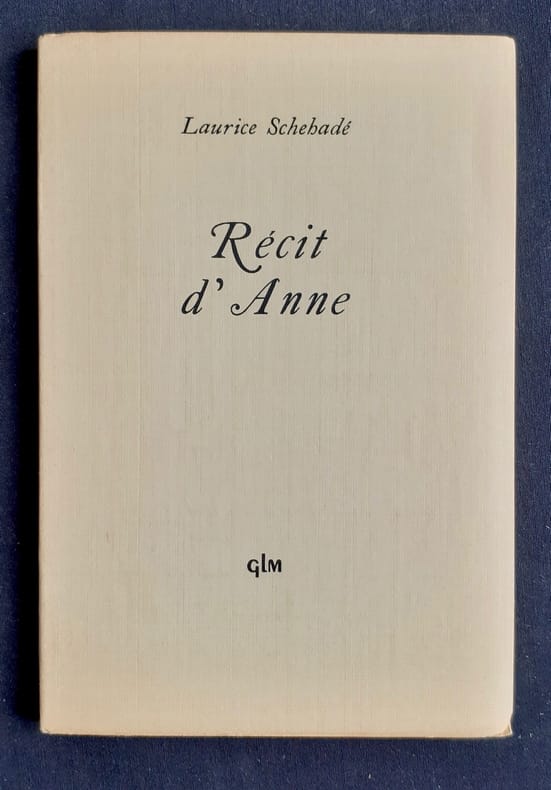 Laurice Schehadé
Récit
d'Anne
GLM